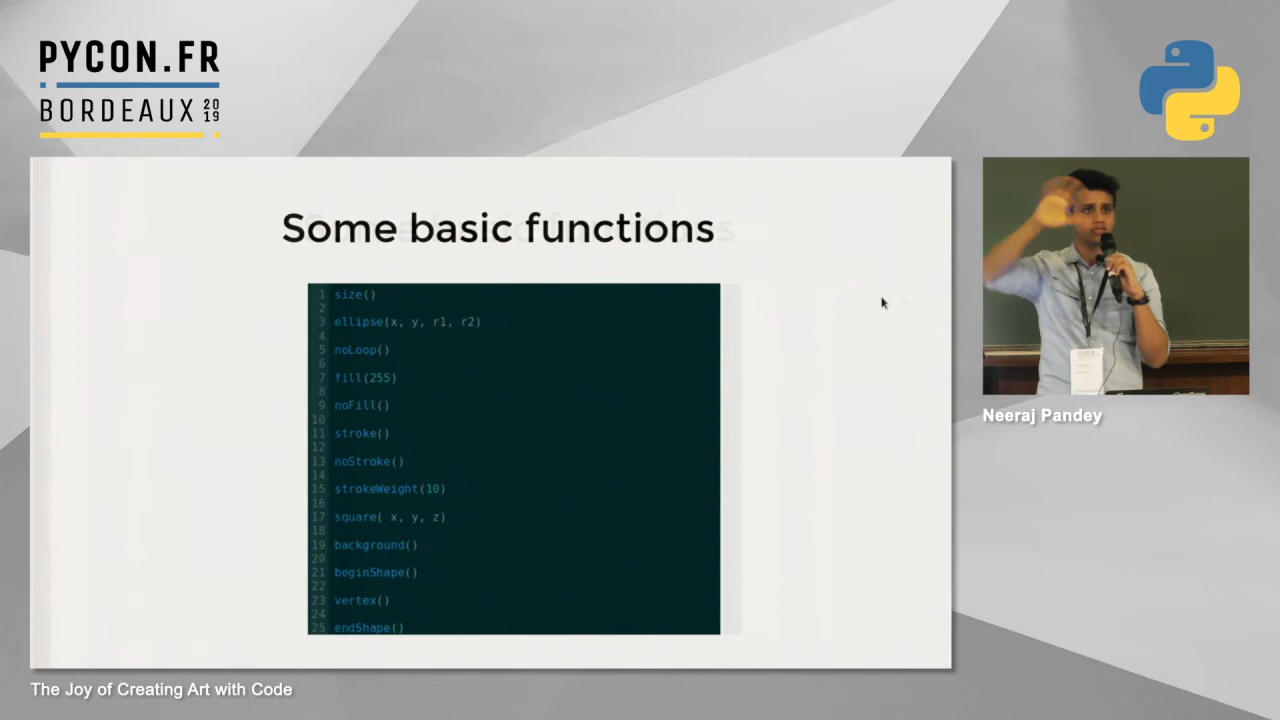 PYCON.FR
BORDEAUX 2019
Some basic functions
1 size()
2
3 ellipse(x, y, r1, r2)
4
5 noLoop()
6
7 fill(255)
8
9 noFill()
10
11 stroke()
12
13 noStroke()
14
15 strokeWeight(10)
16
17 square( x, y, z)
18
19 background()
20
21 beginShape()
22
23 vertex()
24
25 endShape()
Neeraj Pandey
The Joy of Creating Art with Code